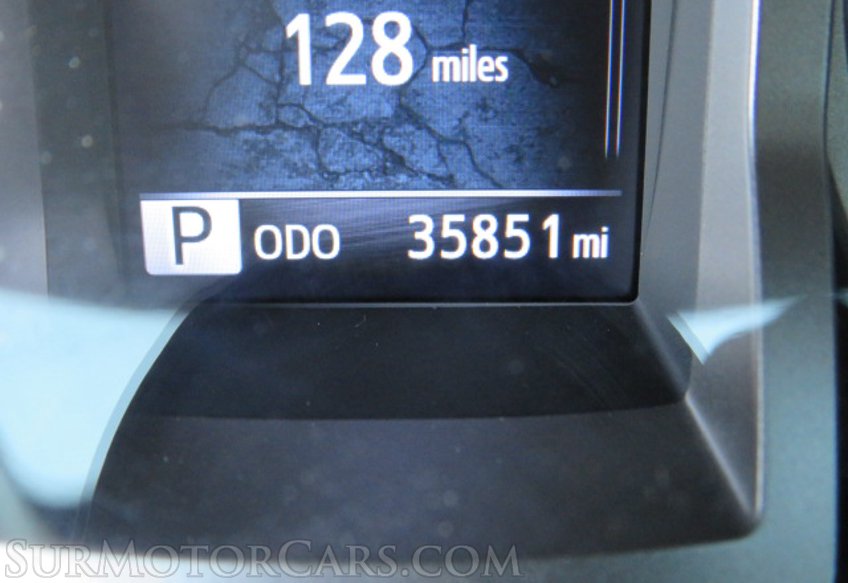 128 miles
P ODO 35851 mi
SURMOTORCARS.COM